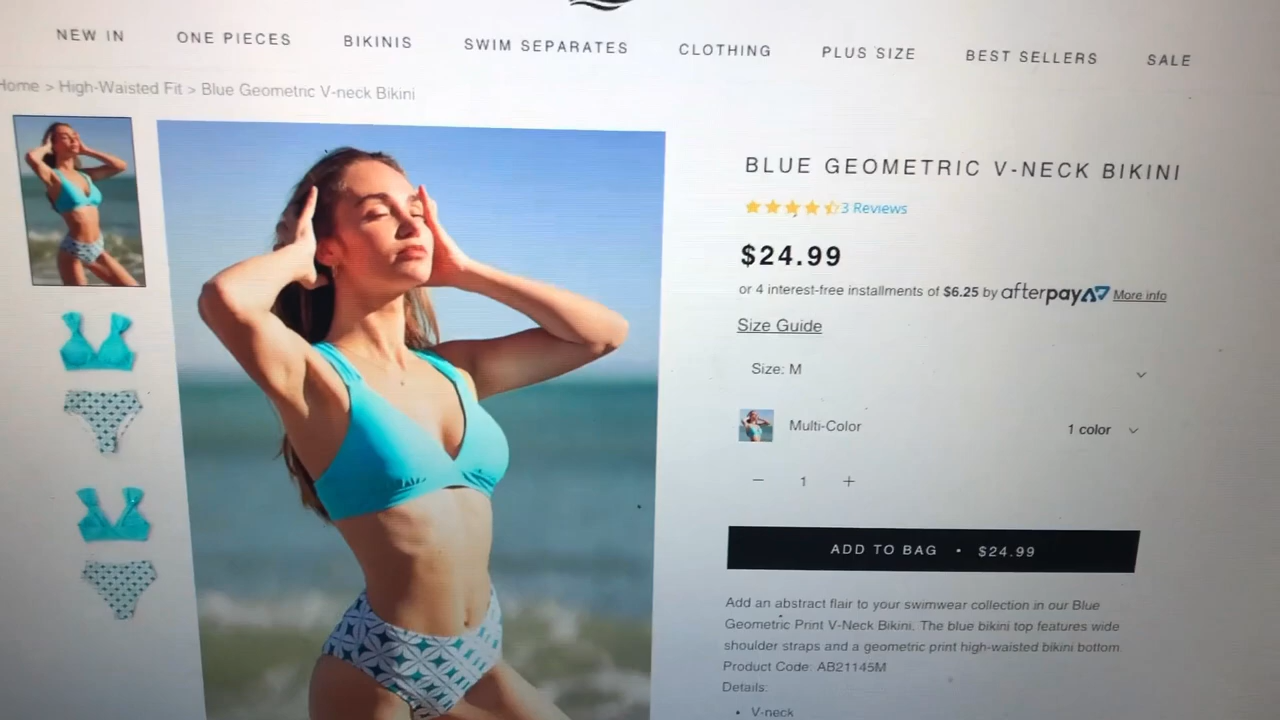 NEW IN ONE PIECES BIKINIS SWIM SEPARATES CLOTHING PLUS SIZE BEST SELLERS SALE
Home > High-Waisted Fit > Blue Geometric V-neck Bikini
BLUE GEOMETRIC V-NECK BIKINI
3 Reviews
$24.99
or 4 interest-free installments of $6.25 by afterpay More info
Size Guide
Size: M
Multi-Color 1 color
− 1 +
ADD TO BAG • $24.99
Add an abstract flair to your swimwear collection in our Blue
Geometric Print V-Neck Bikini. The blue bikini top features wide
shoulder straps and a geometric print high-waisted bikini bottom.
Product Code: AB21145M
Details:
• V-neck